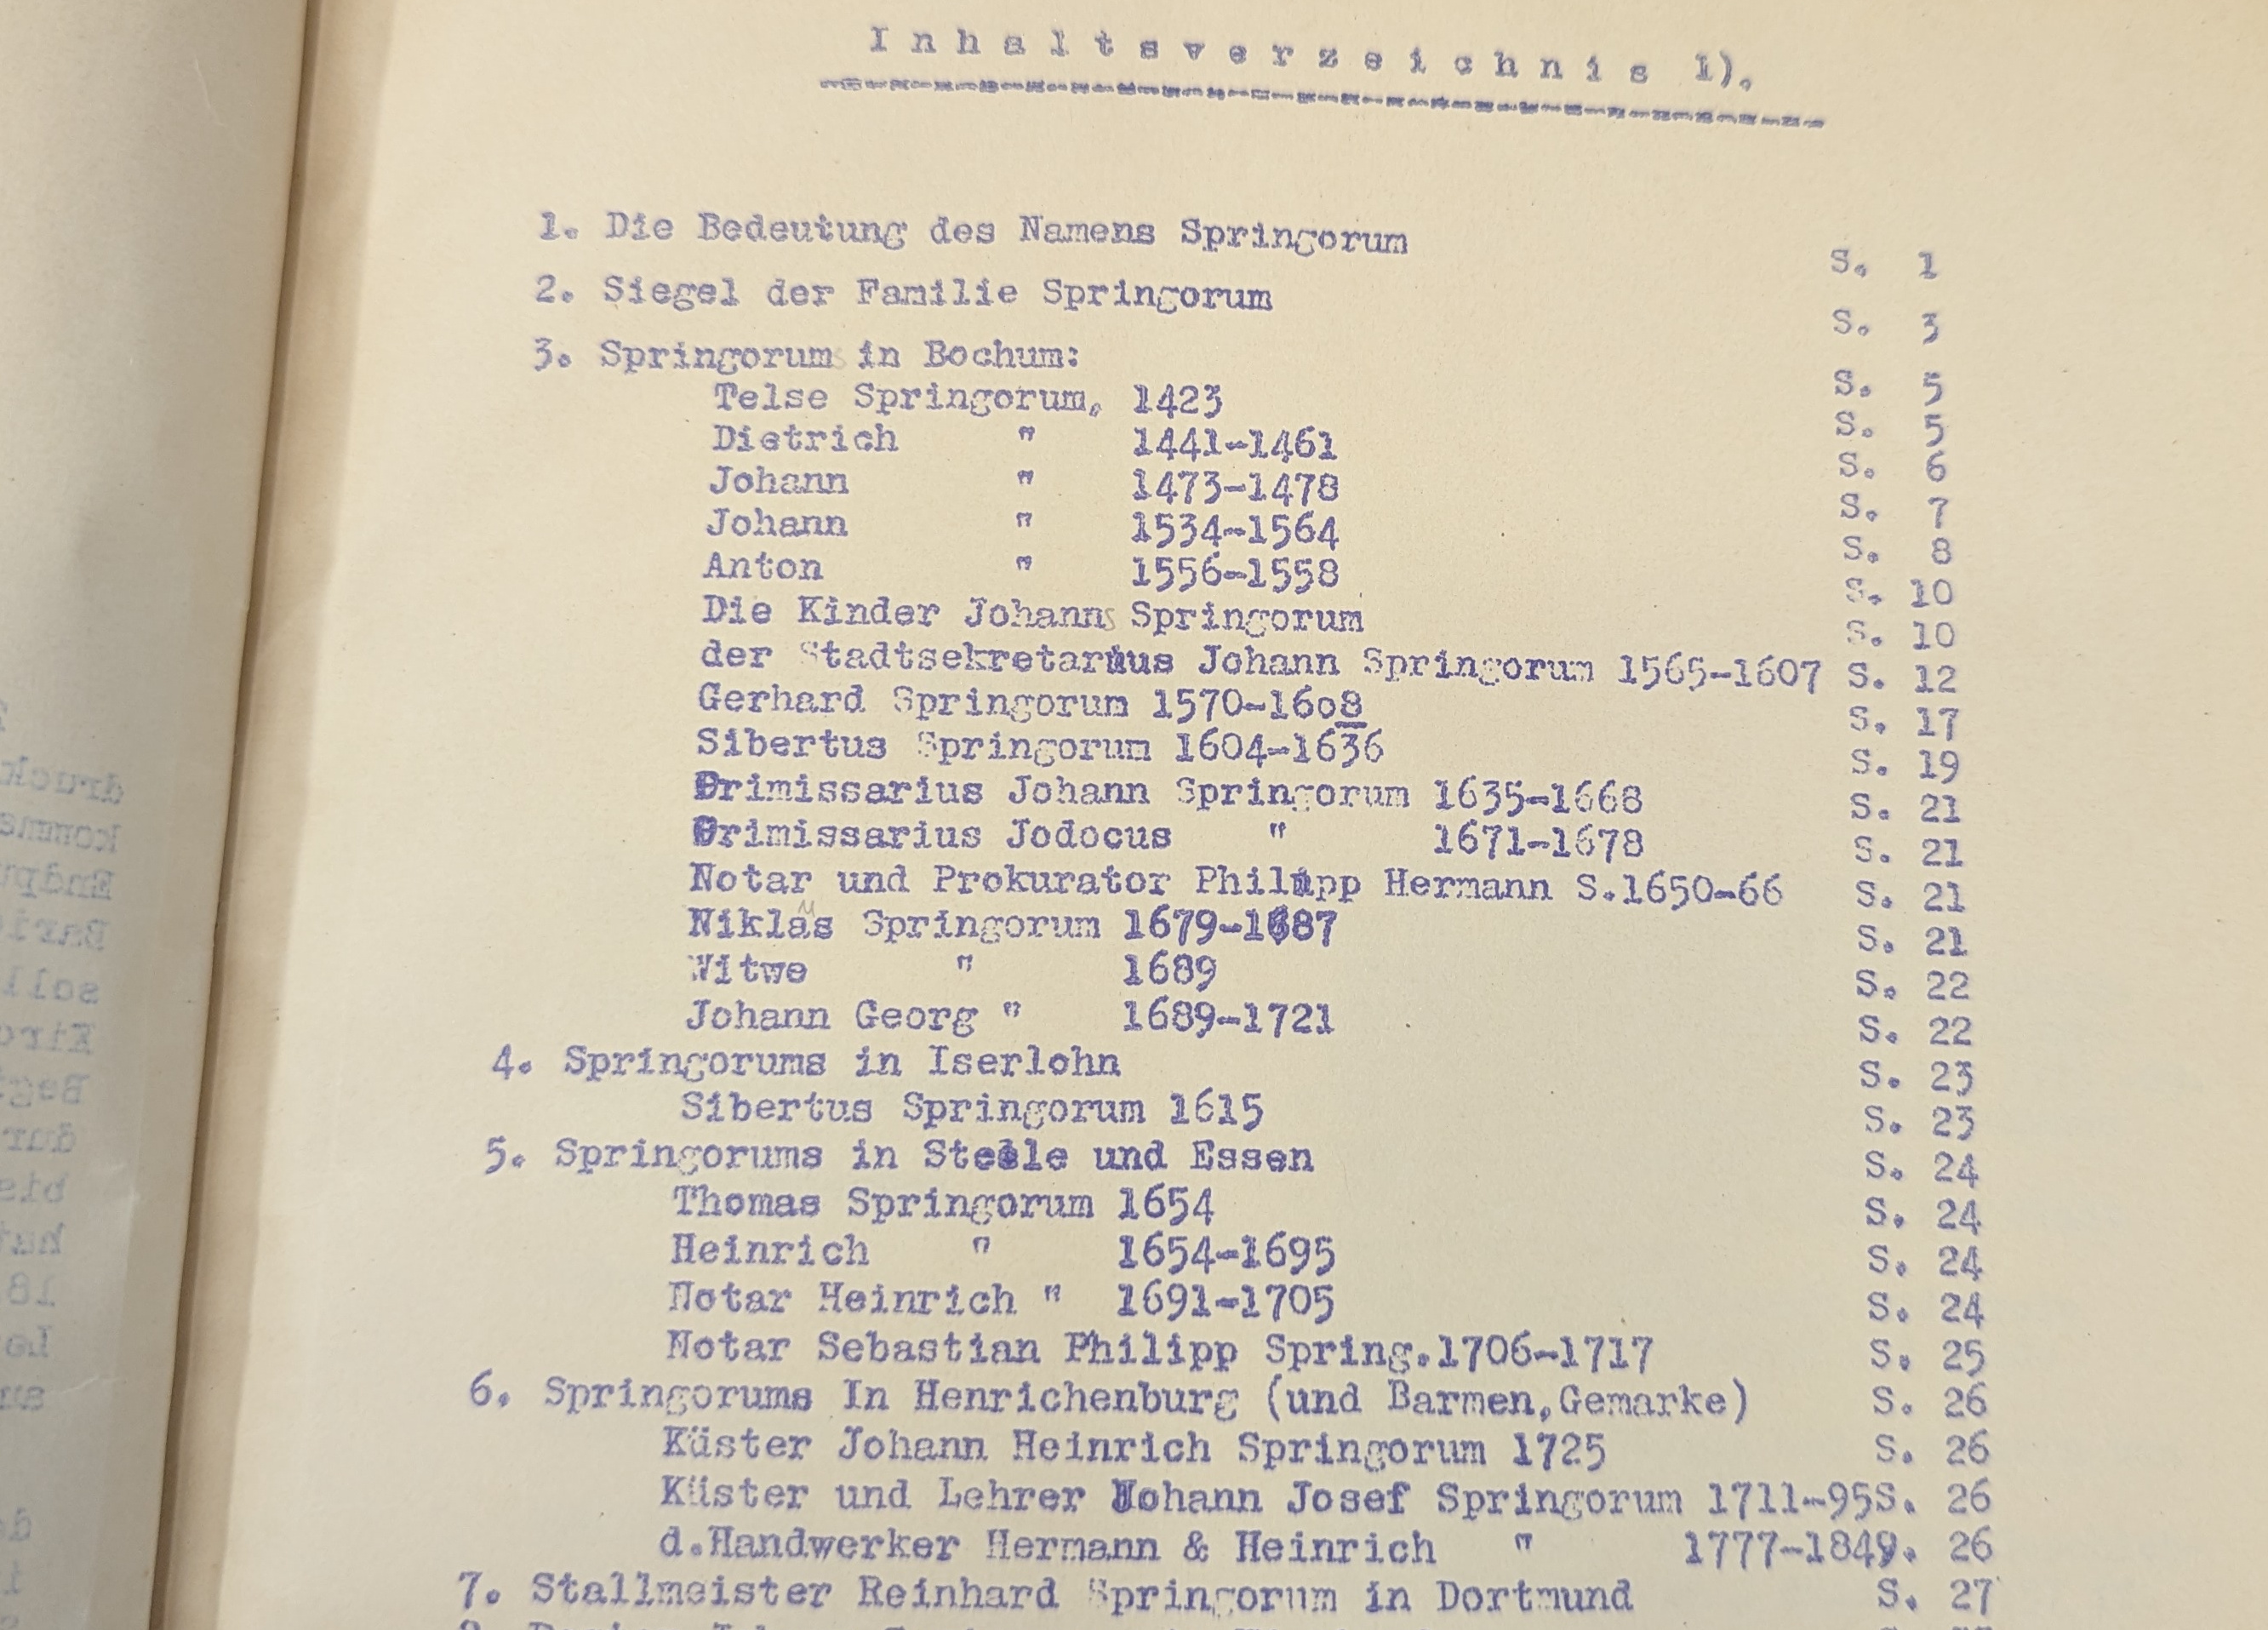 Inhaltsverzeichnis 1).
1. Die Bedeutung des Namens Springorum S. 1
2. Siegel der Familie Springorum S. 3
3. Springorums in Bochum: S. 5
Telse Springorum, 1423 S. 5
Dietrich " 1441-1461 S. 6
Johann " 1473-1478 S. 7
Johann " 1534-1564 S. 8
Anton " 1556-1558 S. 10
Die Kinder Johanns Springorum S. 10
der Stadtsekretarius Johann Springorum 1565-1607 S. 12
Gerhard Springorum 1570-1608 S. 17
Sibertus Springorum 1604-1636 S. 19
Primissarius Johann Springorum 1635-1668 S. 21
Primissarius Jodocus " 1671-1678 S. 21
Notar und Prokurator Philipp Hermann S.1650-66 S. 21
Niklaus Springorum 1679-1687 S. 21
Witwe " 1689 S. 22
Johann Georg " 1689-1721 S. 22
4. Springorums in Iserlohn S. 23
Sibertus Springorum 1615 S. 23
5. Springorums in Steele und Essen S. 24
Thomas Springorum 1654 S. 24
Heinrich " 1654-1695 S. 24
Notar Heinrich " 1691-1705 S. 24
Notar Sebastian Philipp Spring.1706-1717 S. 25
6. Springorums In Henrichenburg (und Barmen,Gemarke) S. 26
Küster Johann Heinrich Springorum 1725 S. 26
Küster und Lehrer Johann Josef Springorum 1711-95S. 26
d.Handwerker Hermann & Heinrich " 1777-1849. 26
7. Stallmeister Reinhard Springorum in Dortmund S. 27